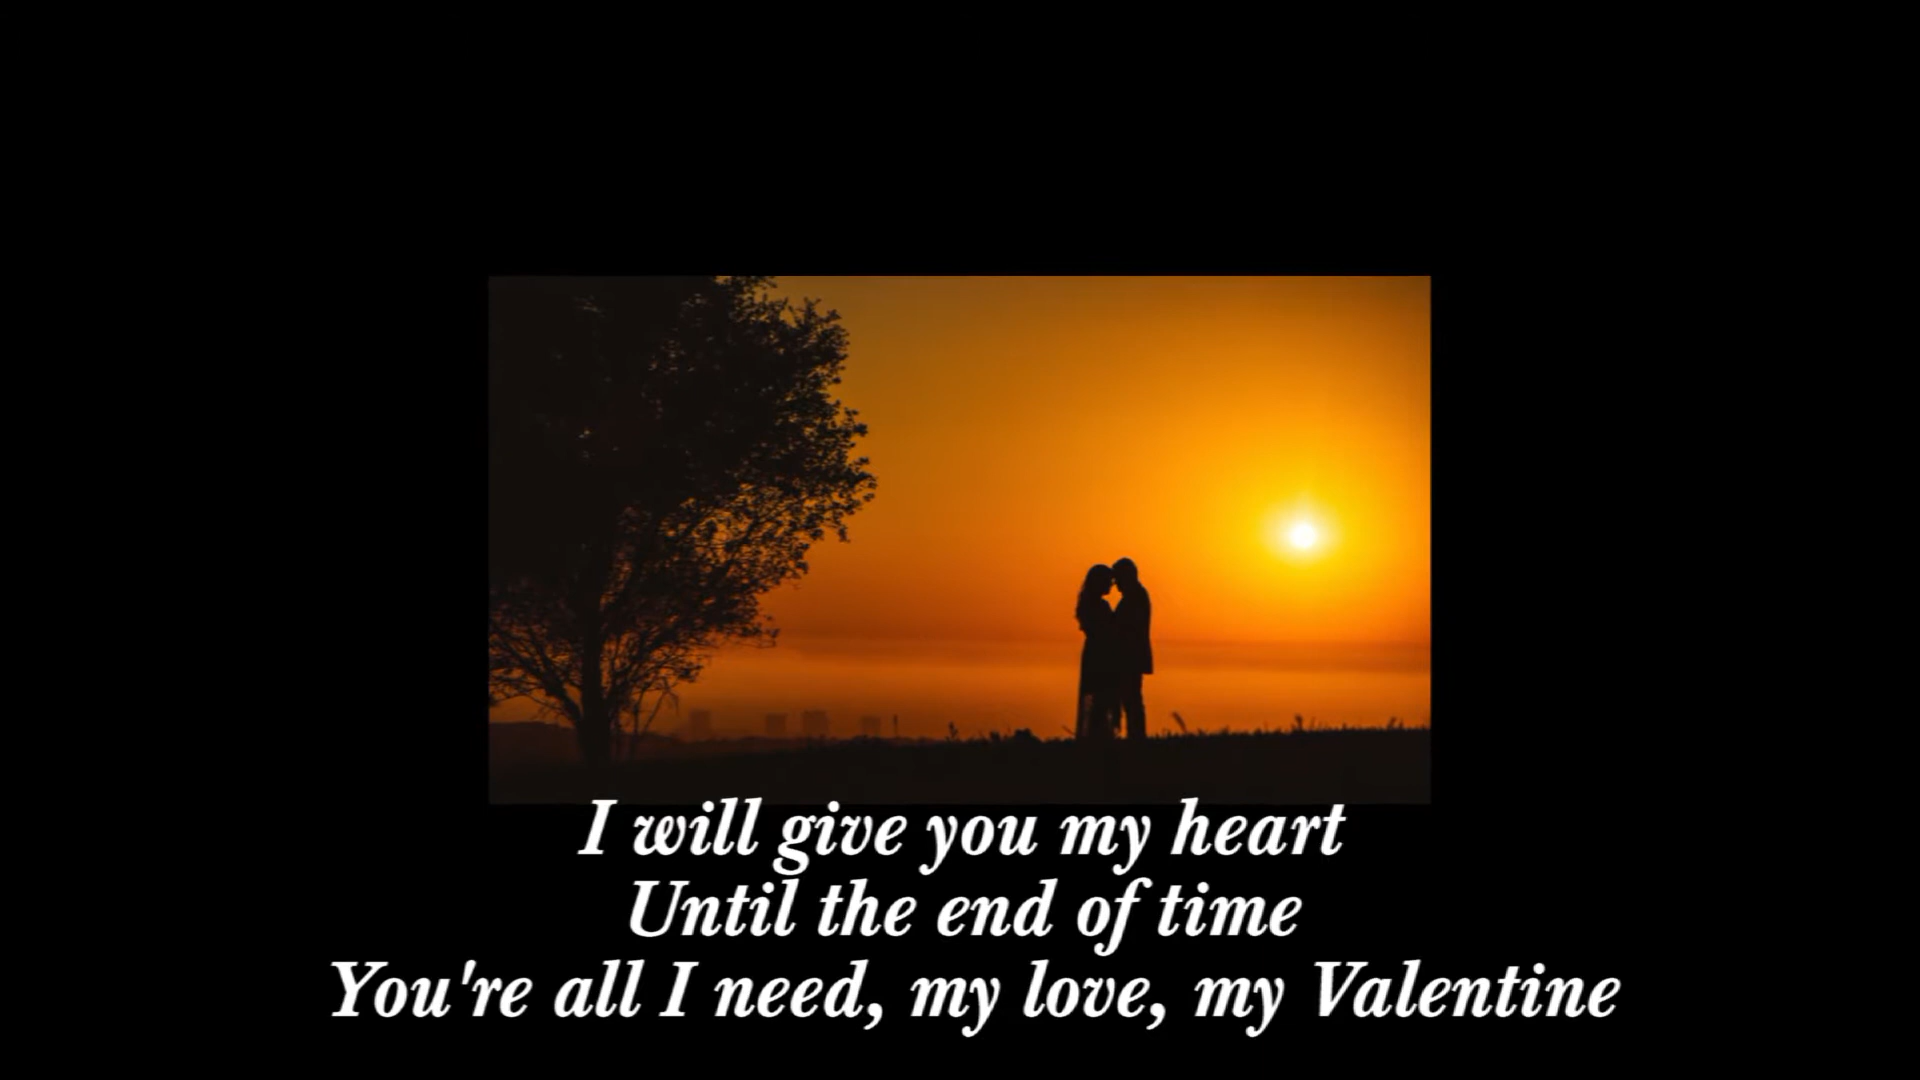 I will give you my heart
Until the end of time
You're all I need, my love, my Valentine